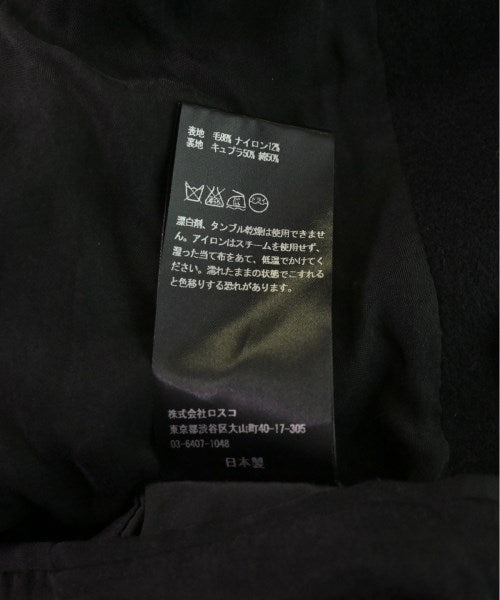 表地 毛88% ナイロン12%
裏地 キュプラ50% 綿50%
漂白剤、タンブル乾燥は使用できませ
ん。アイロンはスチームを使用せず、
湿った当て布をあて、低温でかけてく
ださい。濡れたままの状態でこすれる
と色移りする恐れがあります。
株式会社ロスコ
東京都渋谷区大山町40-17-305
03-6407-1048
日本製